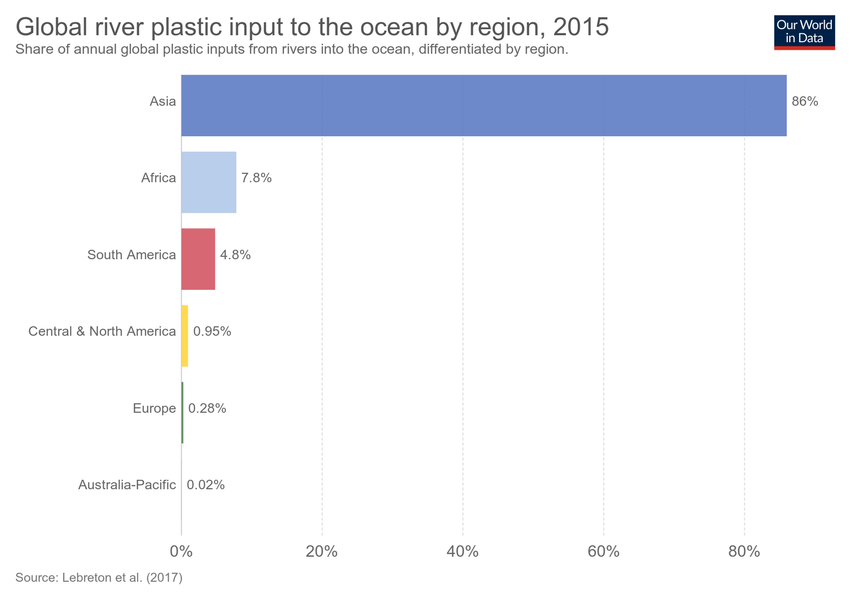 Global river plastic input to the ocean by region, 2015
Share of annual global plastic inputs from rivers into the ocean, differentiated by region.
Our World
in Data
Asia
86%
Africa
7.8%
South America
4.8%
Central & North America
0.95%
Europe
0.28%
Australia-Pacific
0.02%
0%
20%
40%
60%
80%
Source: Lebreton et al. (2017)